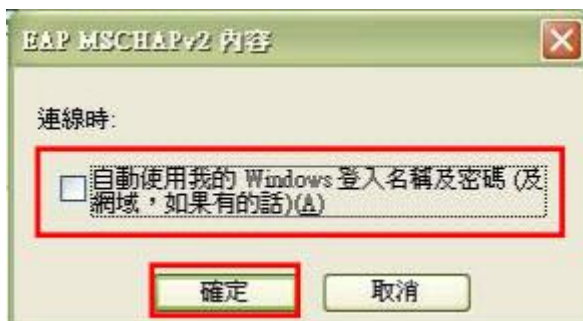 EAP MSCHAPv2 內容
連線時:
自動使用我的 Windows 登入名稱及密碼 (及
網域，如果有的話)(A)
確定
取消